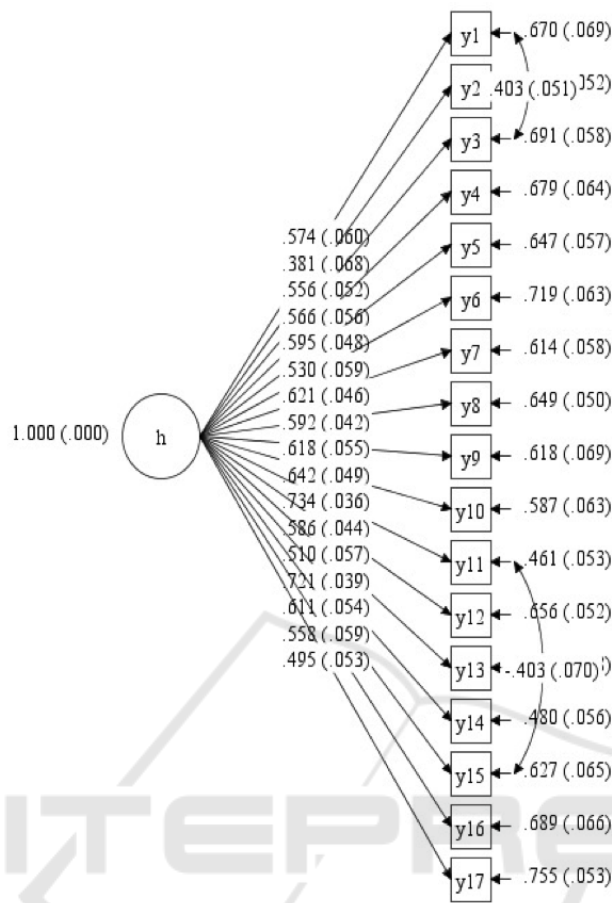 y1 .670 (.069)
y2 .403 (.051)
y3 .691 (.058)
y4 .679 (.064)
y5 .647 (.057)
y6 .719 (.063)
y7 .614 (.058)
y8 .649 (.050)
y9 .618 (.069)
y10 .587 (.063)
y11 .461 (.053)
y12 .656 (.052)
y13 -.403 (.070)
y14 .480 (.056)
y15 .627 (.065)
y16 .689 (.066)
y17 .755 (.053)
.574 (.060)
.381 (.068)
.556 (.052)
.566 (.056)
.595 (.048)
.530 (.059)
.621 (.046)
.592 (.042)
.618 (.055)
.642 (.049)
.734 (.036)
.586 (.044)
.510 (.057)
.721 (.039)
.611 (.054)
.558 (.059)
.495 (.053)
1.000 (.000) h